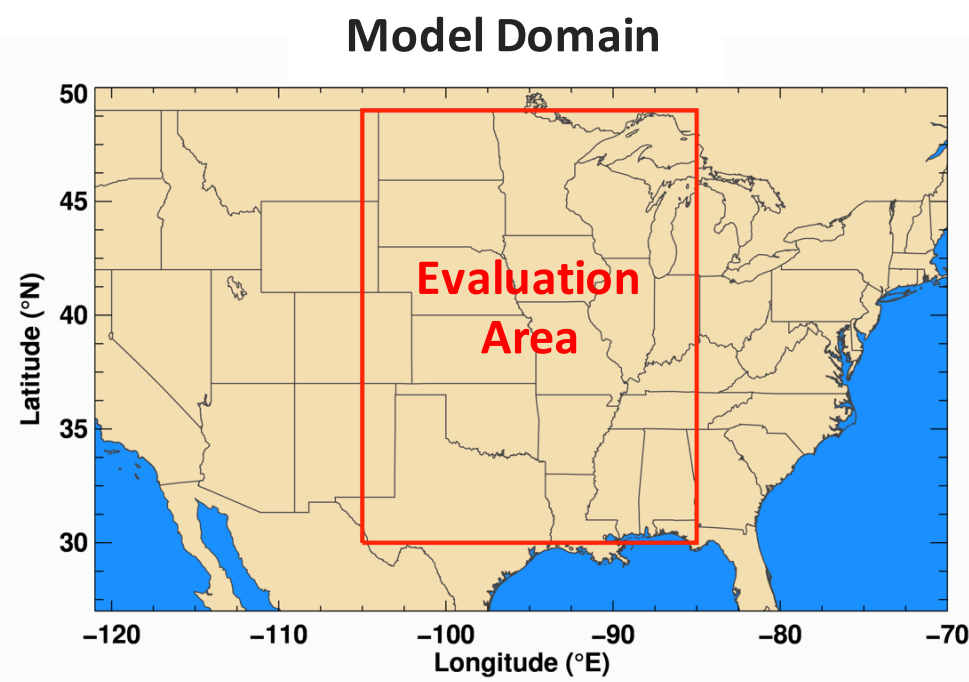 Model Domain
50
45
40
35
30
Latitude (°N)
Evaluation
Area
−120
−110
−100
−90
−80
−70
Longitude (°E)